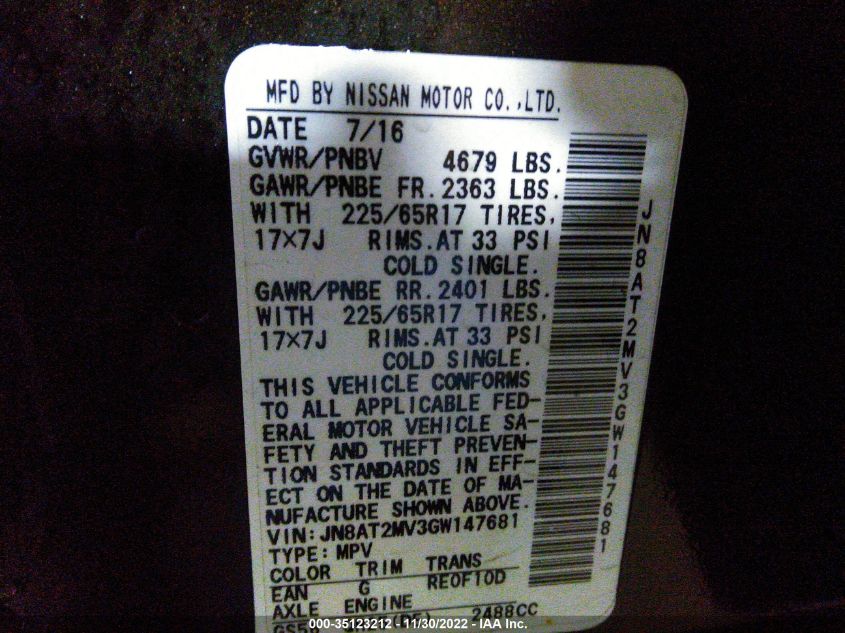 MFD BY NISSAN MOTOR CO.,LTD.
DATE 7/16
GVWR/PNBV 4679 LBS.
GAWR/PNBE FR. 2363 LBS.
WITH 225/65R17 TIRES,
17×7J RIMS.AT 33 PSI
COLD SINGLE.
GAWR/PNBE RR. 2401 LBS.
WITH 225/65R17 TIRES,
17×7J RIMS.AT 33 PSI
COLD SINGLE.
THIS VEHICLE CONFORMS
TO ALL APPLICABLE FED-
ERAL MOTOR VEHICLE SA-
FETY AND THEFT PREVEN-
TION STANDARDS IN EFF-
ECT ON THE DATE OF MA-
NUFACTURE SHOWN ABOVE.
VIN:JN8AT2MV3GW147681
TYPE:MPV
COLOR TRIM TRANS
EAN G RE0F10D
AXLE ENGINE
2488CC
JN8AT2MV3GW147681
000-35123212 - 11/30/2022 - IAA Inc.